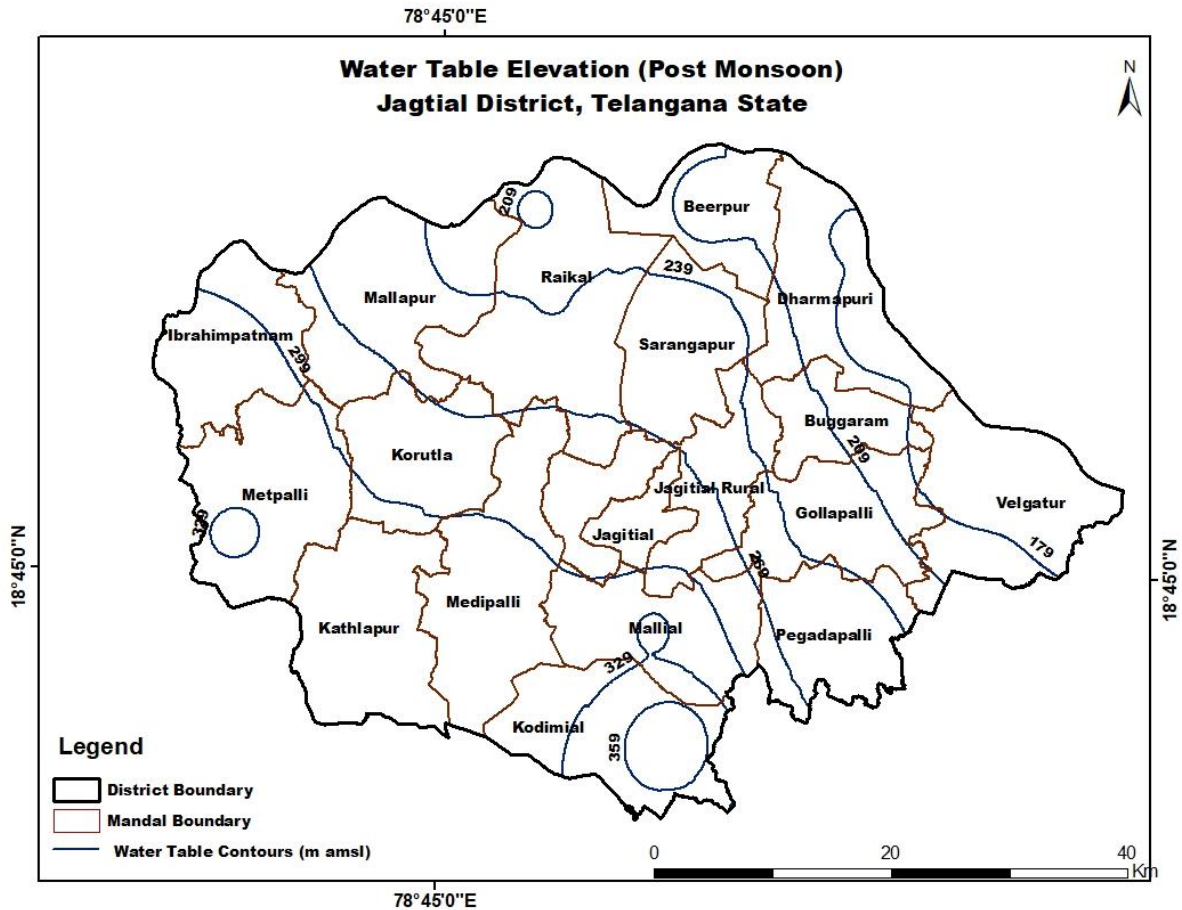 78°45'0"E
Water Table Elevation (Post Monsoon)
Jagtial District, Telangana State
N
209
Beerpur
239
Raikal
Mallapur
Dharmapuri
Ibrahimpatnam
299
Sarangapur
Buggaram
209
Korutla
Metpalli
Jagitial Rural
Velgatur
Gollapalli
329
Jagitial
179
269
18°45'0"N
18°45'0"N
Medipalli
Kathlapur
Mallial
Pegadapalli
329
Kodimial
359
Legend
District Boundary
Mandal Boundary
Water Table Contours (m amsl)
0 20 40
Km
78°45'0"E